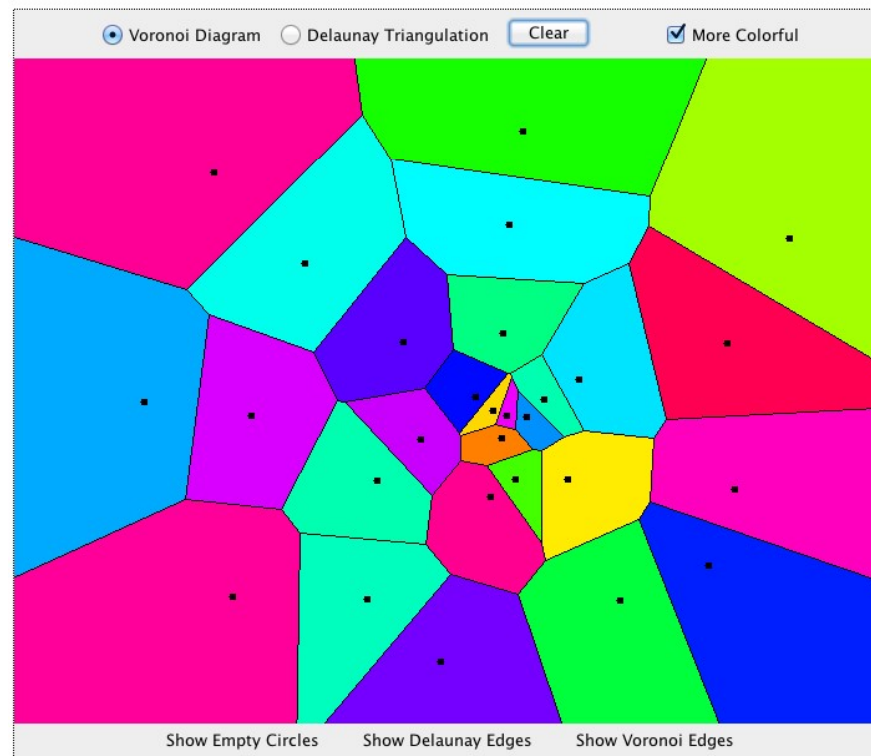 Voronoi Diagram Delaunay Triangulation Clear More Colorful
Show Empty Circles Show Delaunay Edges Show Voronoi Edges